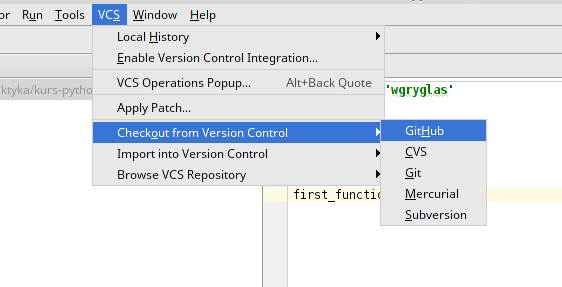 or Run Tools VCS Window Help
Local History
Enable Version Control Integration...
VCS Operations Popup... Alt+Back Quote
ktyka/kurs-pytho
'wgryglas'
Apply Patch...
Checkout from Version Control
GitHub
Import into Version Control
CVS
Browse VCS Repository
Git
Mercurial
first_functio
Subversion